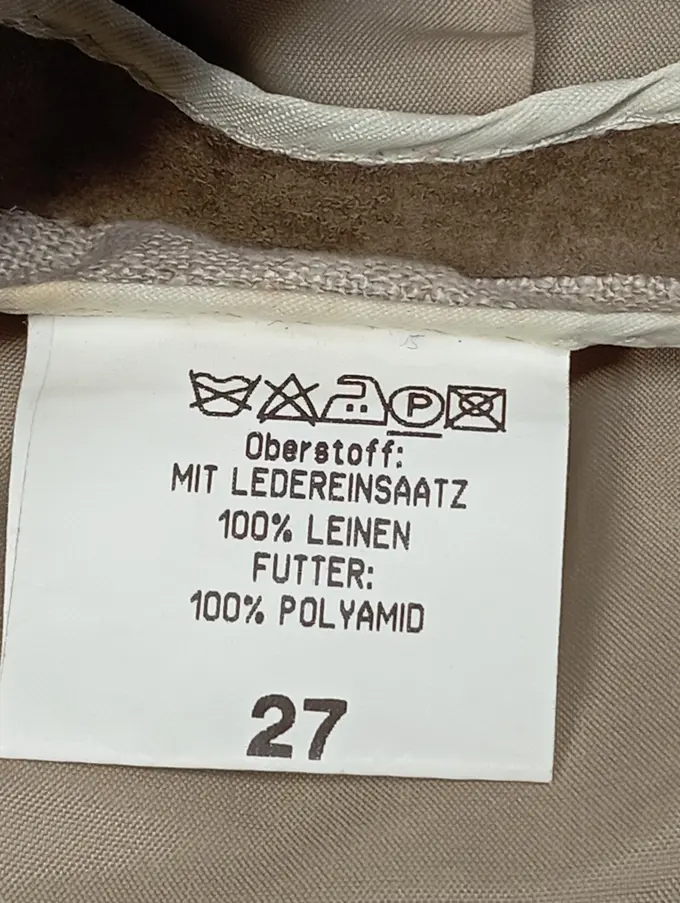 P
Oberstoff:
MIT LEDEREINSAATZ
100% LEINEN
FUTTER:
100% POLYAMID
27